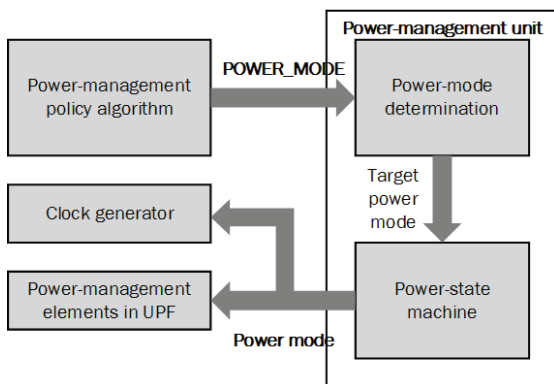 Power-management unit
Power-management
policy algorithm
POWER_MODE
Power-mode
determination
Target
power
mode
Clock generator
Power-management
elements in UPF
Power mode
Power-state
machine